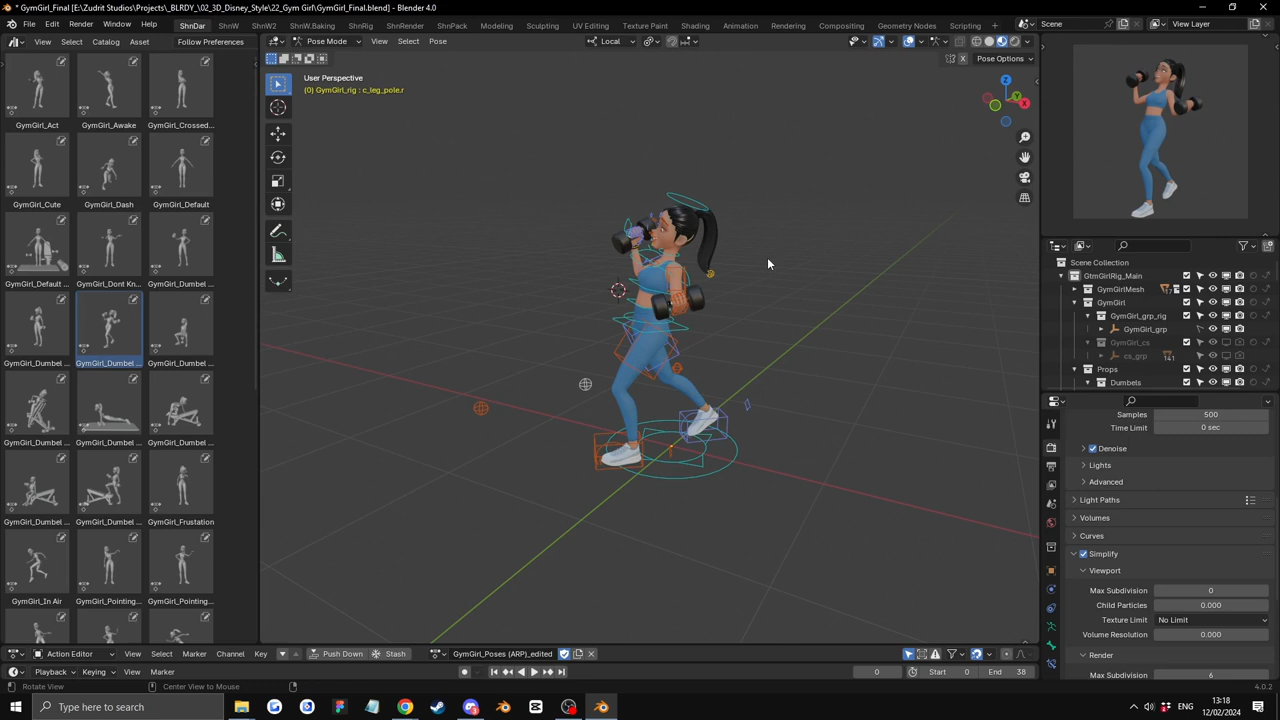 * GymGirl_Final [E:\Zudrit Studios\Projects\_BLRDY\_02_3D_Disney_Style\22_Gym Girl\GymGirl_Final.blend] - Blender 4.0
File Edit Render Window Help ShnDar ShnW ShnW2 ShnW.Baking ShnRig ShnRender ShnPack Modeling Sculpting UV Editing Texture Paint Shading Animation Rendering Compositing Geometry Nodes Scripting Scene View Layer
View Select Catalog Asset Follow Preferences Pose Mode View Select Pose Local
X Pose Options
User Perspective
(0) GymGirl_rig : c_leg_pole.r
Z Y X
GymGirl_Act GymGirl_Awake GymGirl_Crossed...
GymGirl_Cute GymGirl_Dash GymGirl_Default
GymGirl_Default ... GymGirl_Dont Kn... GymGirl_Dumbel ...
GymGirl_Dumbel ... GymGirl_Dumbel ... GymGirl_Dumbel ...
GymGirl_Dumbel ... GymGirl_Dumbel ... GymGirl_Dumbel ...
GymGirl_Dumbel ... GymGirl_Dumbel ... GymGirl_Frustation
GymGirl_In Air GymGirl_Pointing... GymGirl_Pointing...
Scene Collection
GtmGirlRig_Main
GymGirlMesh
GymGirl
GymGirl_grp_rig
GymGirl_grp
GymGirl_cs
cs_grp 141
Props
Dumbels
Samples 500
Time Limit 0 sec
Denoise
Lights
Advanced
Light Paths
Volumes
Curves
Simplify
Viewport
Max Subdivision 0
Child Particles 0.000
Texture Limit No Limit
Volume Resolution 0.000
Render
Max Subdivision 6
Action Editor View Select Marker Channel Key Push Down Stash GymGirl_Poses (ARP)_edited
Playback Keying View Marker 0 Start 0 End 38
Rotate View Center View to Mouse 4.0.2
Type here to search ENG 13:18
12/02/2024